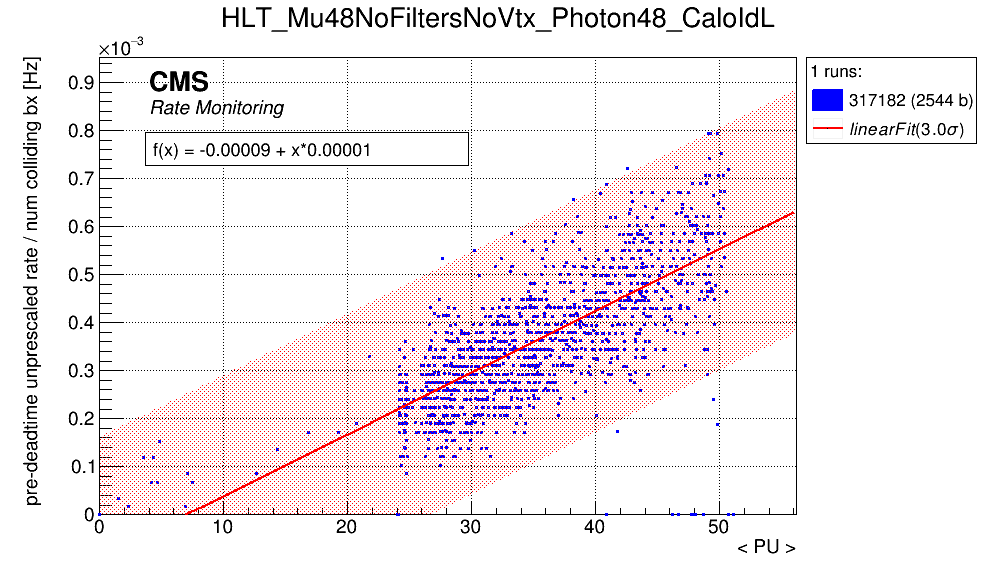 HLT_Mu48NoFiltersNoVtx_Photon48_CaloIdL
×10⁻³
pre-deadtime unprescaled rate / num colliding bx [Hz]
0.9
0.8
0.7
0.6
0.5
0.4
0.3
0.2
0.1
0
CMS
Rate Monitoring
f(x) = -0.00009 + x*0.00001
0 10 20 30 40 50
< PU >
1 runs:
317182 (2544 b)
linearFit(3.0σ)